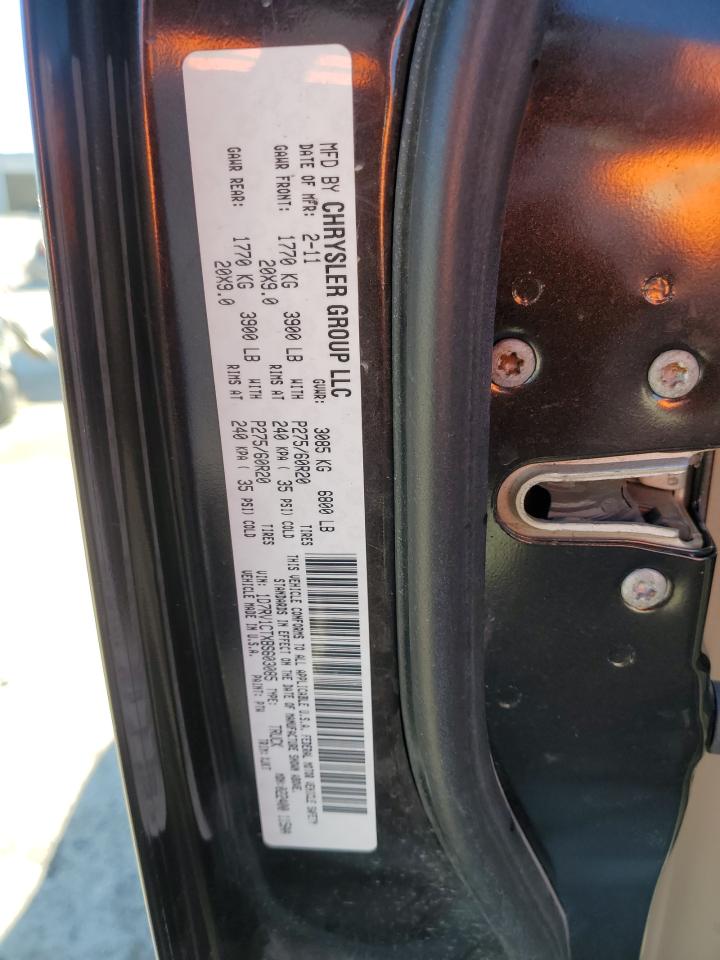 MFD BY CHRYSLER GROUP LLC
DATE OF MFR: 2-11 GVWR: 3085 KG 6800 LB
GAWR FRONT: 1770 KG 3900 LB WITH P275/60R20 TIRES
20X9.0 RIMS AT 240 KPA ( 35 PSI) COLD
GAWR REAR: 1770 KG 3900 LB WITH P275/60R20 TIRES
20X9.0 RIMS AT 240 KPA ( 35 PSI) COLD
THIS VEHICLE CONFORMS TO ALL APPLICABLE U.S.A. FEDERAL MOTOR VEHICLE SAFETY
STANDARDS IN EFFECT ON THE DATE OF MANUFACTURE SHOWN ABOVE.
VIN: 1D7RV1CTXBS603085 TYPE: TRUCK
VEHICLE MADE IN U.S.A. PAINT: TRIM: